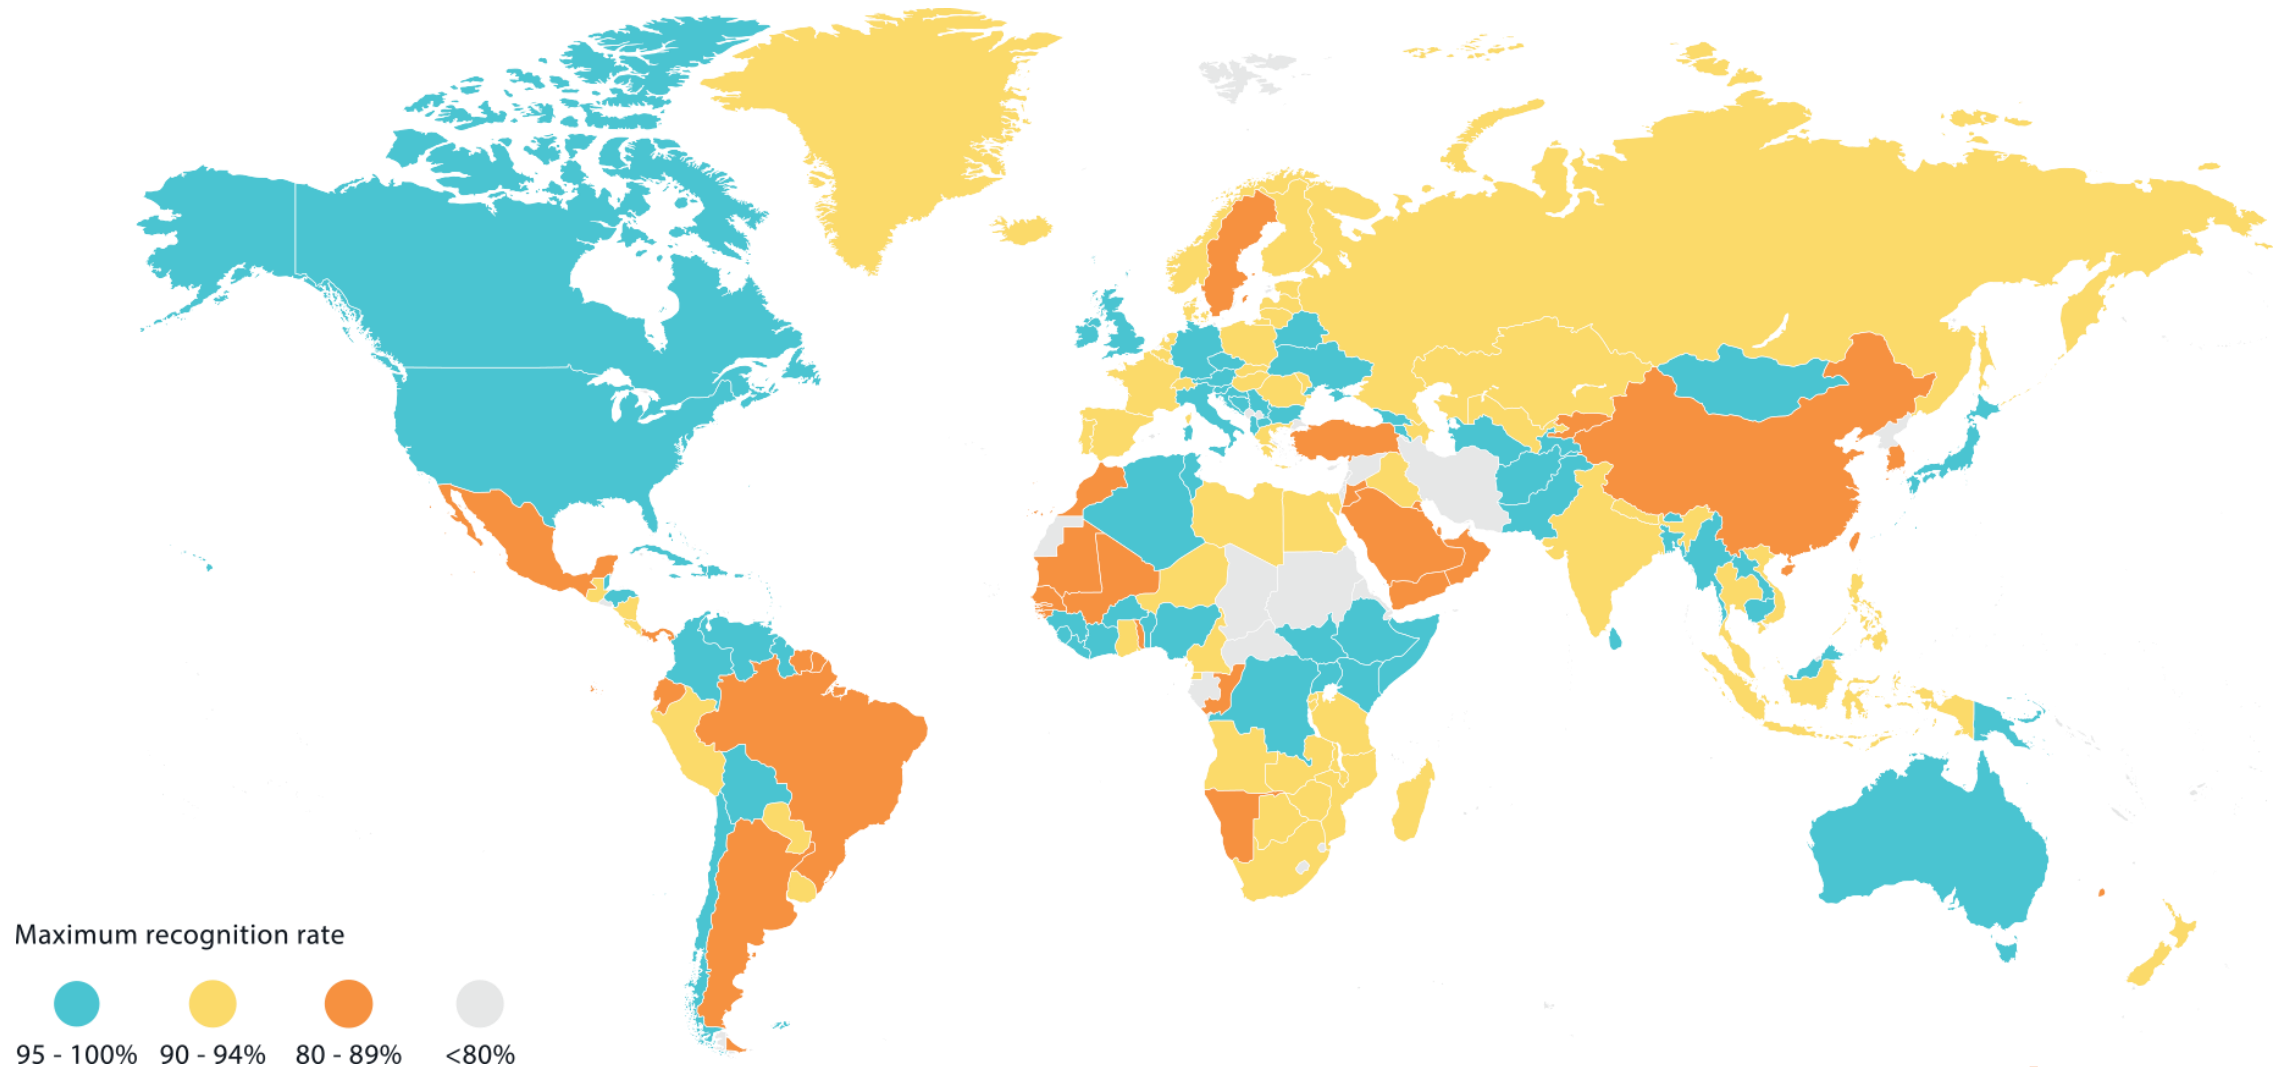 Maximum recognition rate
95 - 100% 90 - 94% 80 - 89% <80%